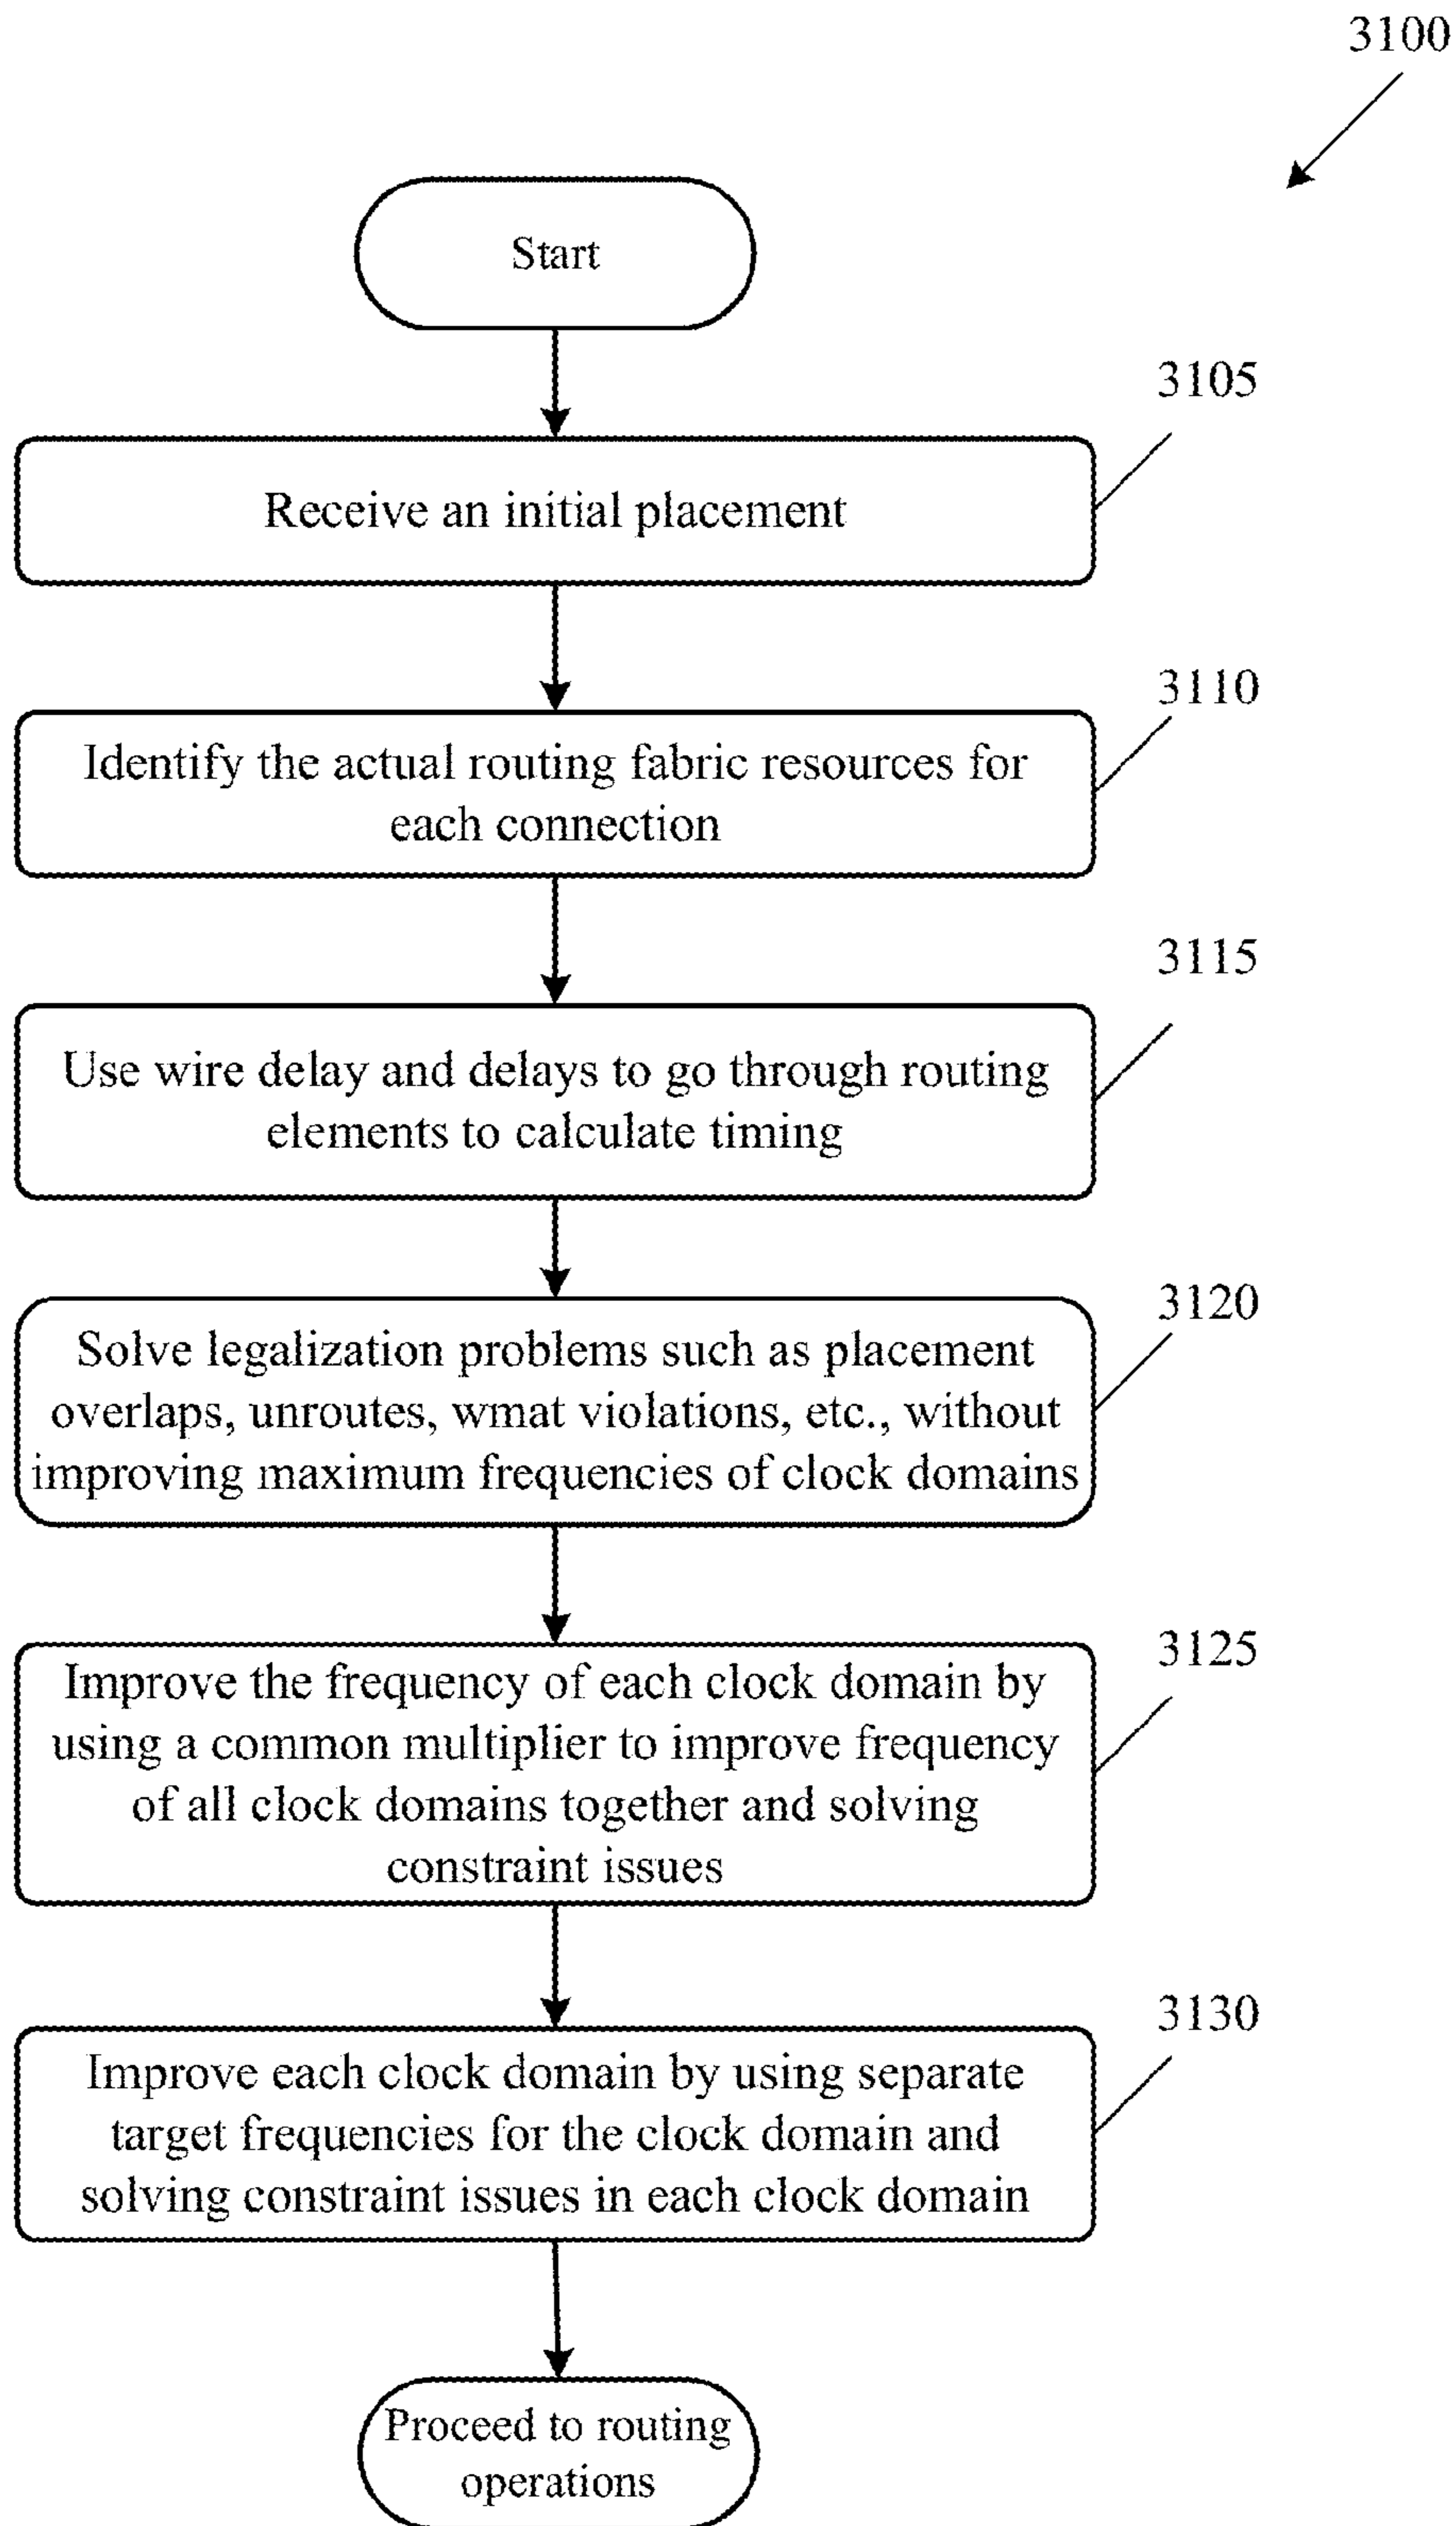 3100
Start
3105
Receive an initial placement
3110
Identify the actual routing fabric resources for
each connection
3115
Use wire delay and delays to go through routing
elements to calculate timing
3120
Solve legalization problems such as placement
overlaps, unroutes, wmat violations, etc., without
improving maximum frequencies of clock domains
3125
Improve the frequency of each clock domain by
using a common multiplier to improve frequency
of all clock domains together and solving
constraint issues
3130
Improve each clock domain by using separate
target frequencies for the clock domain and
solving constraint issues in each clock domain
Proceed to routing
operations